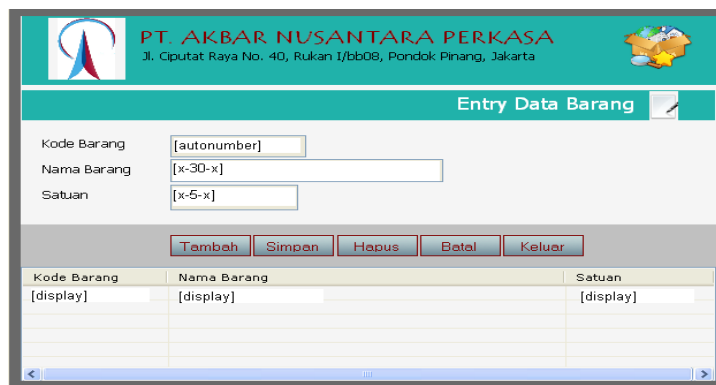 PT. AKBAR NUSANTARA PERKASA
Jl. Ciputat Raya No. 40, Rukan I/bb08, Pondok Pinang, Jakarta
Entry Data Barang
Kode Barang [autonumber]
Nama Barang [x-30-x]
Satuan [x-5-x]
Tambah Simpan Hapus Batal Keluar
Kode Barang Nama Barang Satuan
[display] [display] [display]